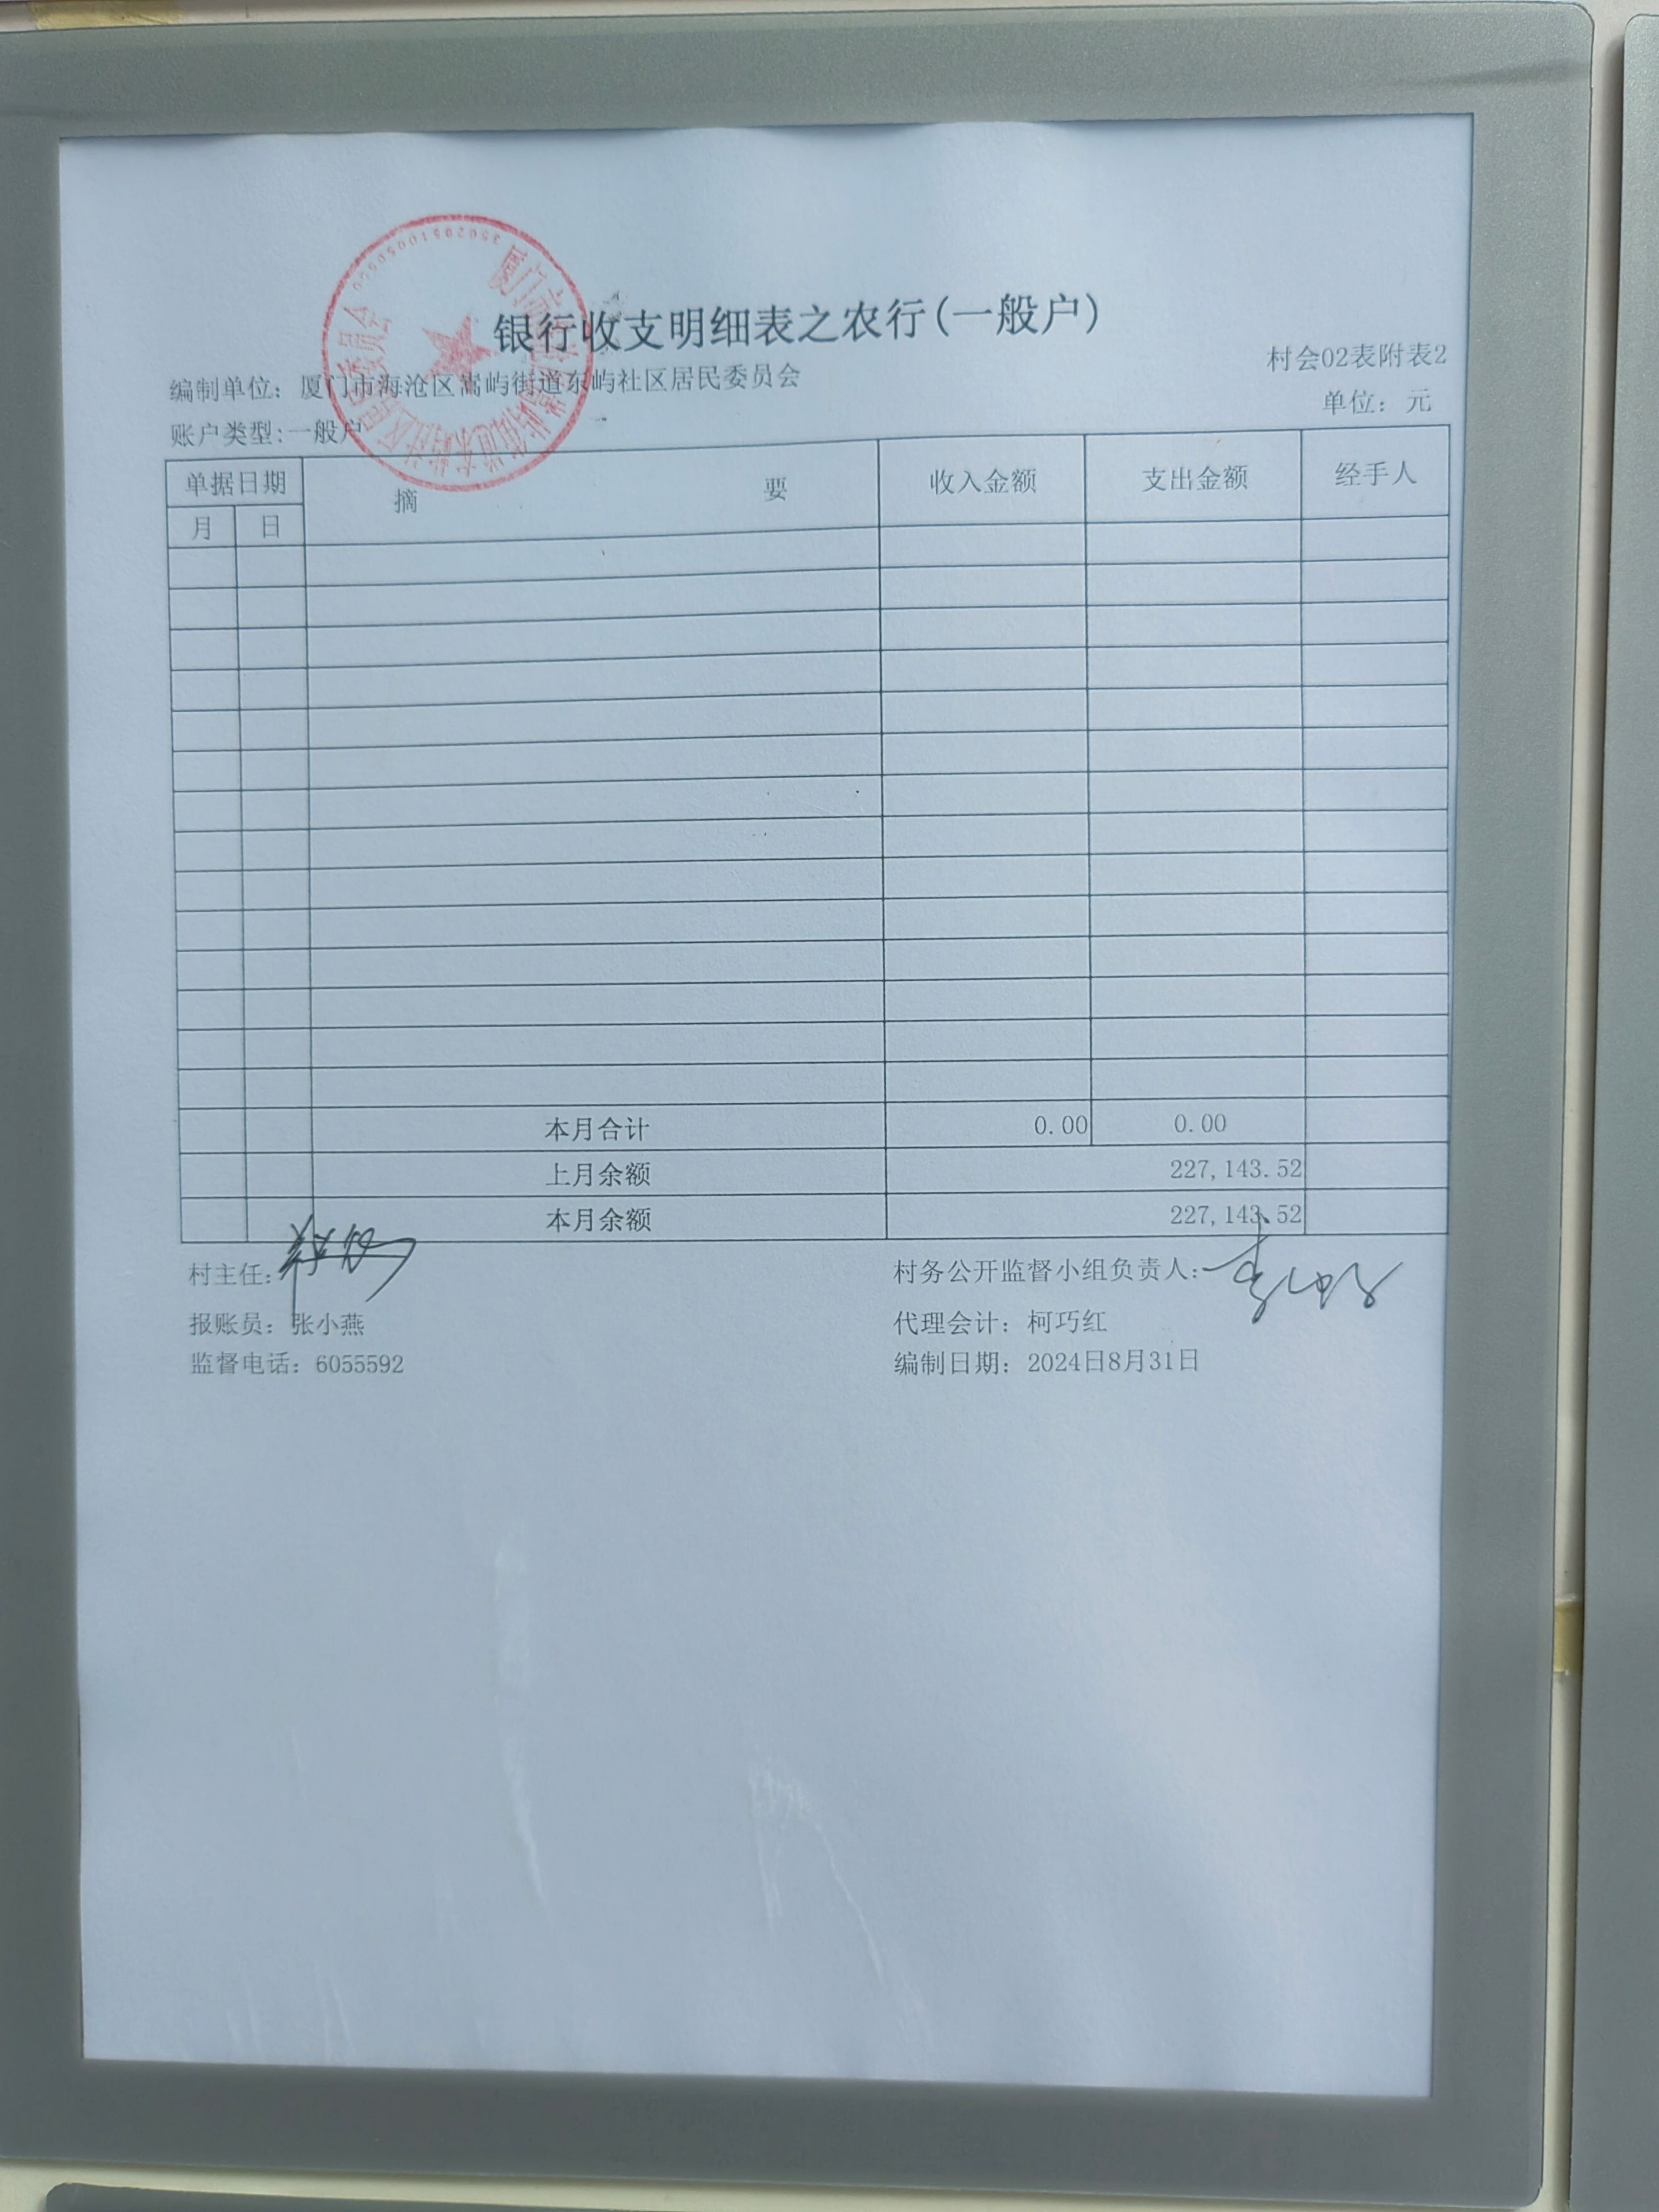 银行收支明细表之农行(一般户)
村会02表附表2
编制单位：厦门市海沧区嵩屿街道东屿社区居民委员会
单位：元
账户类型:一般户
单据日期 摘 要 收入金额 支出金额 经手人
月 日
本月合计 0.00 0.00
上月余额 227,143.52
本月余额 227,143.52
村主任： 村务公开监督小组负责人：
报账员：张小燕 代理会计：柯巧红
监督电话：6055592 编制日期：2024日8月31日